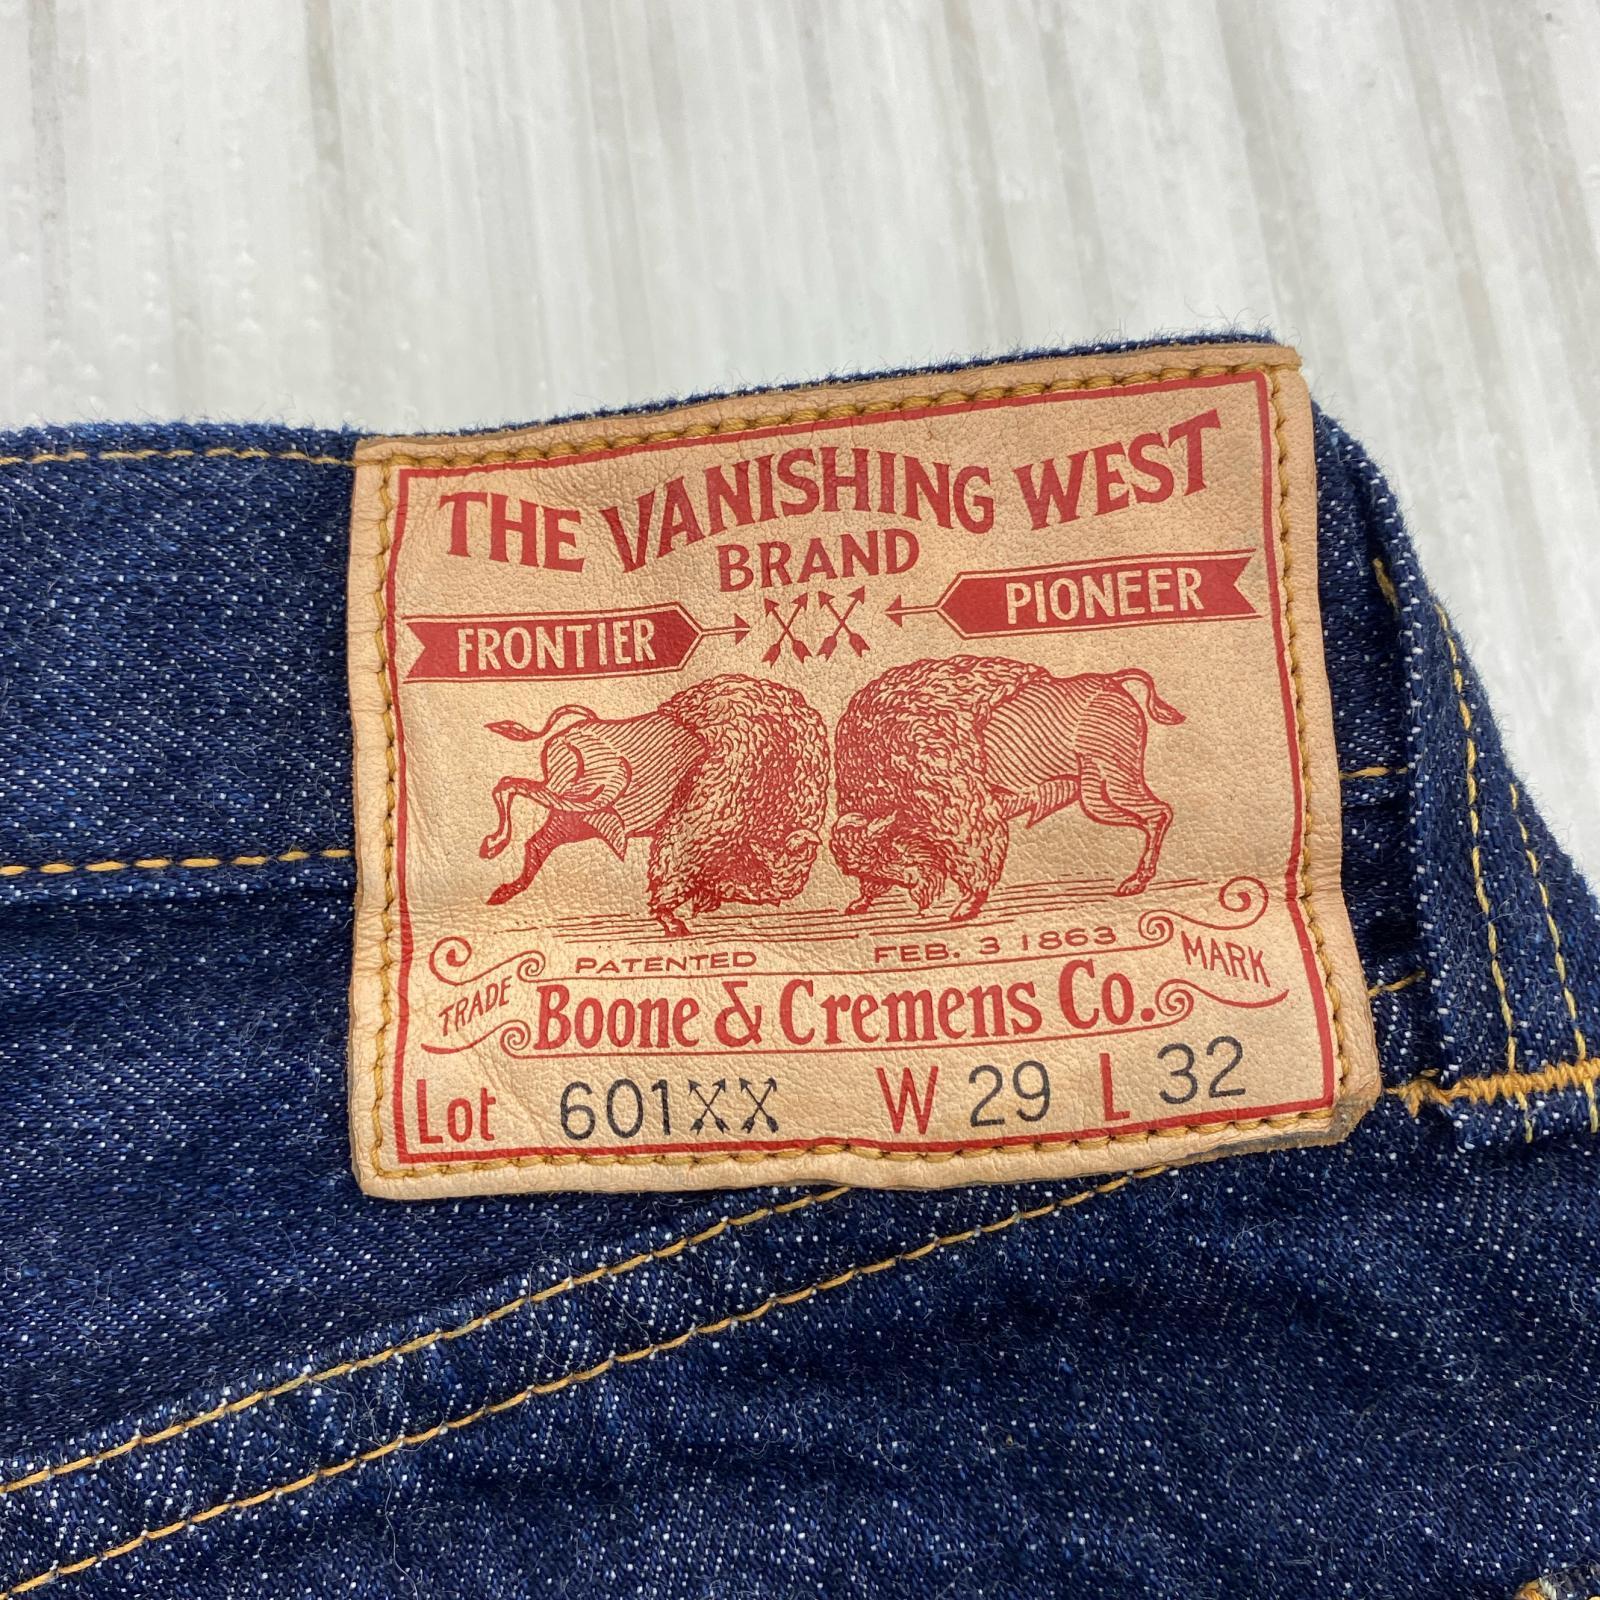 THE VANISHING WEST
BRAND
FRONTIER XX PIONEER
PATENTED FEB. 3 1863
TRADE MARK
Boone & Cremens Co.
Lot 601XX W 29 L 32